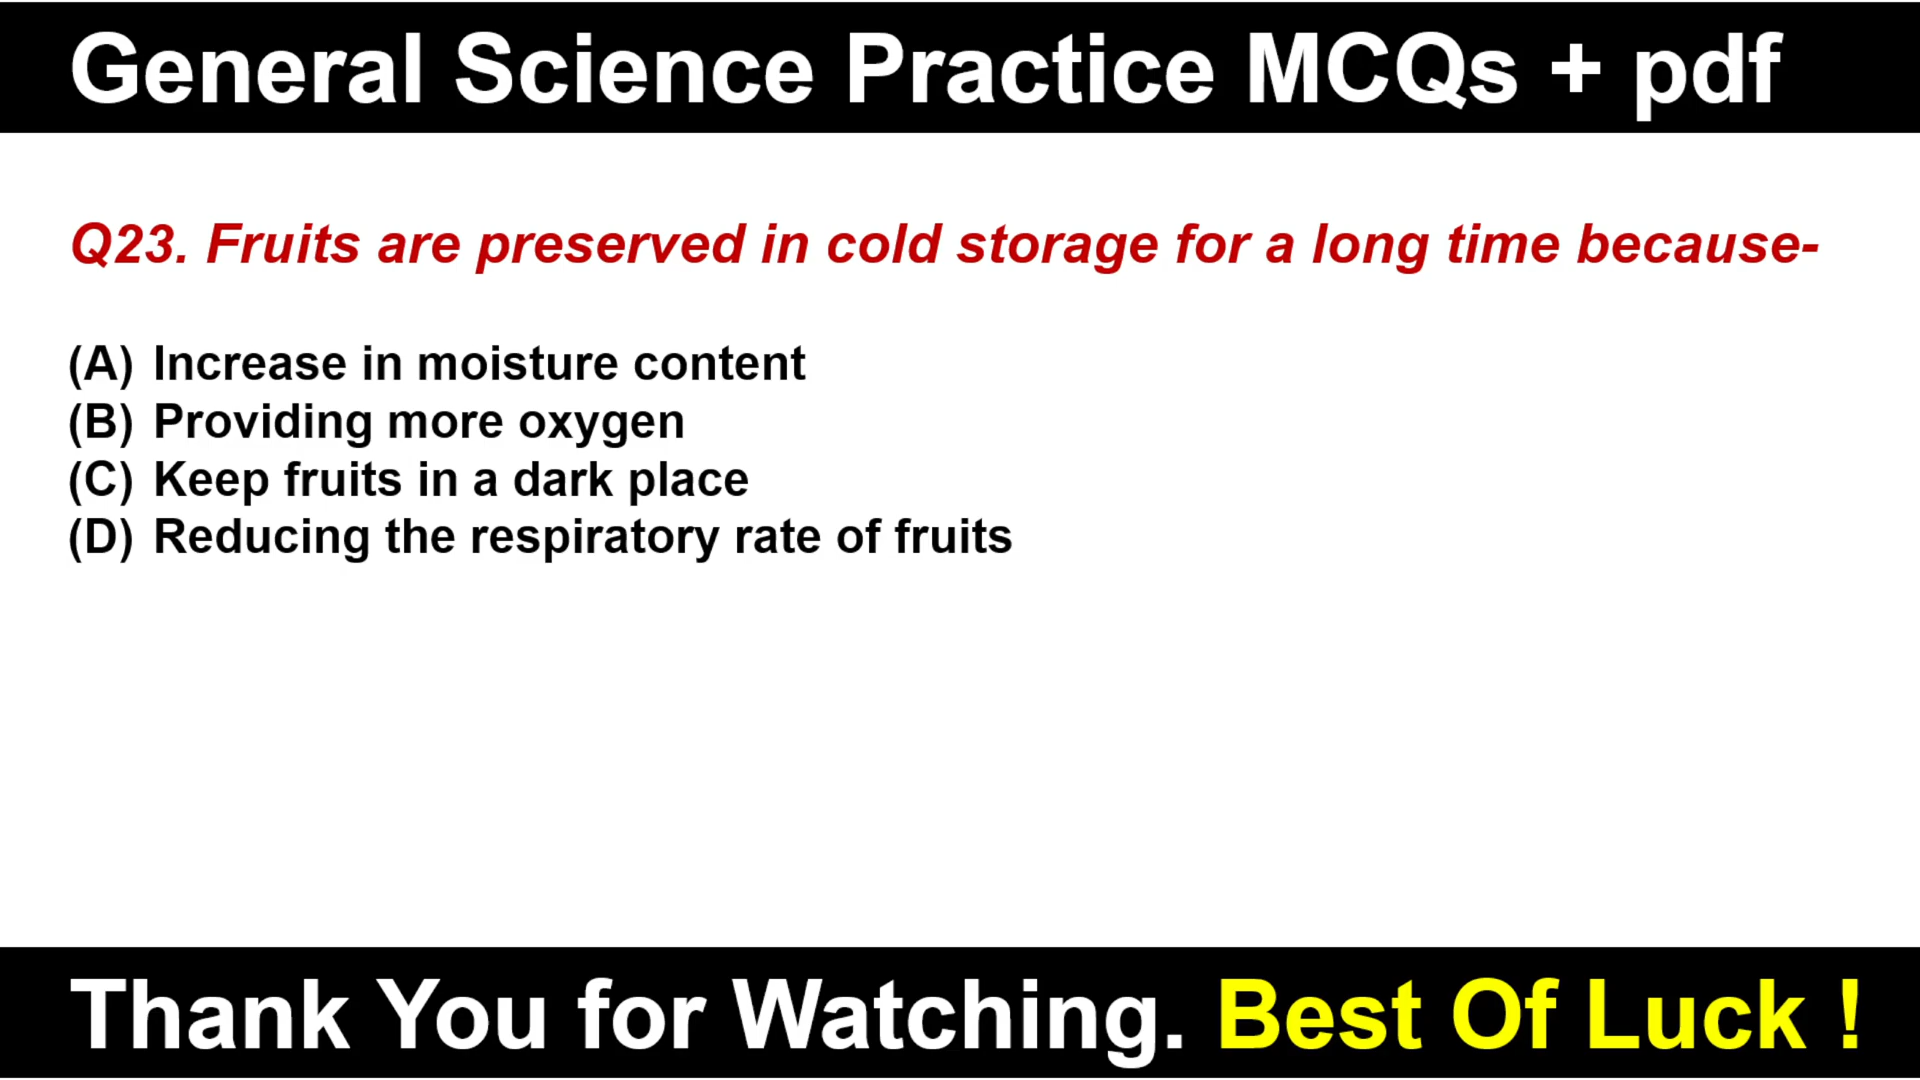 General Science Practice MCQs + pdf
Q23. Fruits are preserved in cold storage for a long time because-
(A) Increase in moisture content
(B) Providing more oxygen
(C) Keep fruits in a dark place
(D) Reducing the respiratory rate of fruits
Thank You for Watching. Best Of Luck !